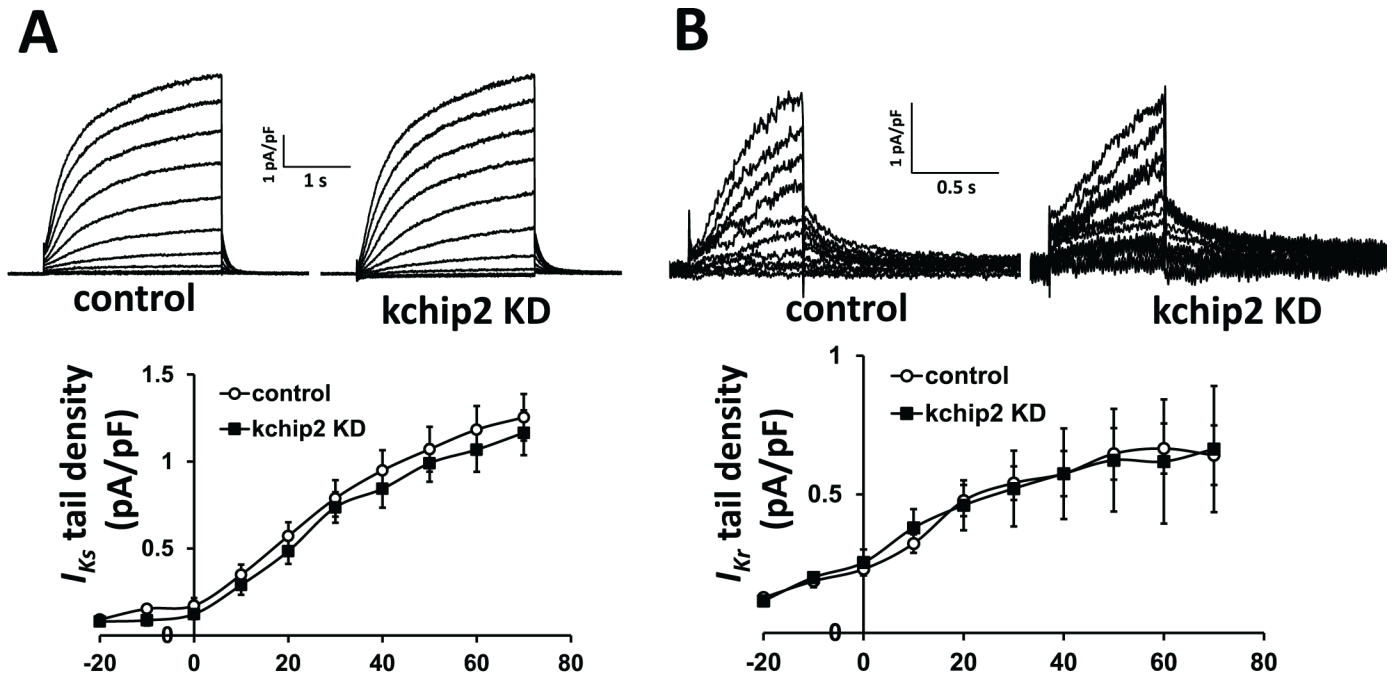 A
B
1 pA/pF
1 s
1 pA/pF
0.5 s
control
kchip2 KD
control
kchip2 KD
IKs tail density
(pA/pF)
1.5
1
0.5
0
control
kchip2 KD
-20 0 20 40 60 80
IKr tail density
(pA/pF)
1
0.5
0
control
kchip2 KD
-20 0 20 40 60 80